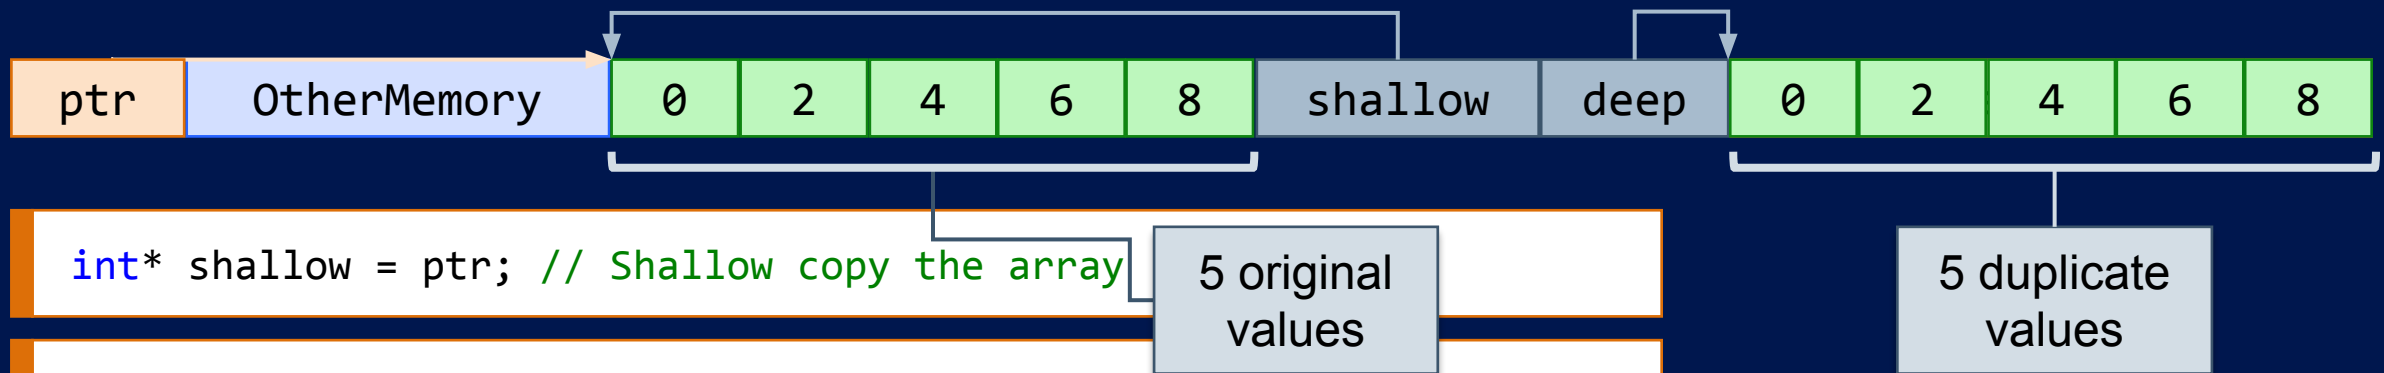 ptr OtherMemory 0 2 4 6 8 shallow deep 0 2 4 6 8
int* shallow = ptr; // Shallow copy the array
5 original
values
5 duplicate
values